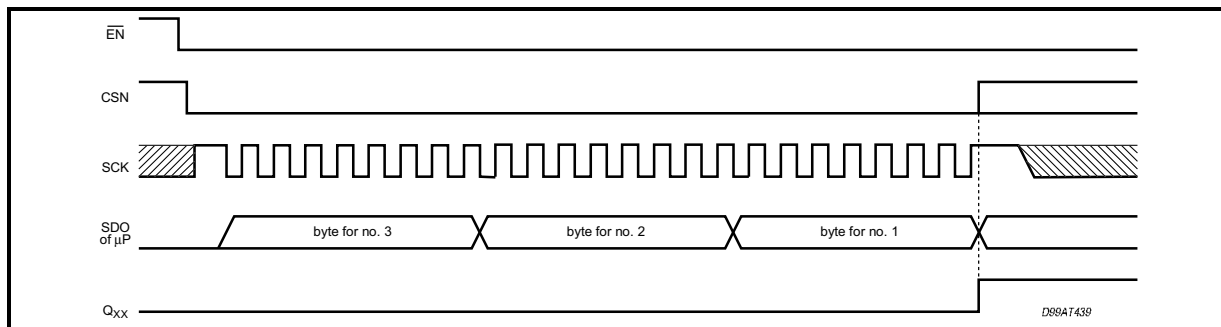 EN
CSN
SCK
SDO
of µP
byte for no. 3
byte for no. 2
byte for no. 1
QXX
D99AT439